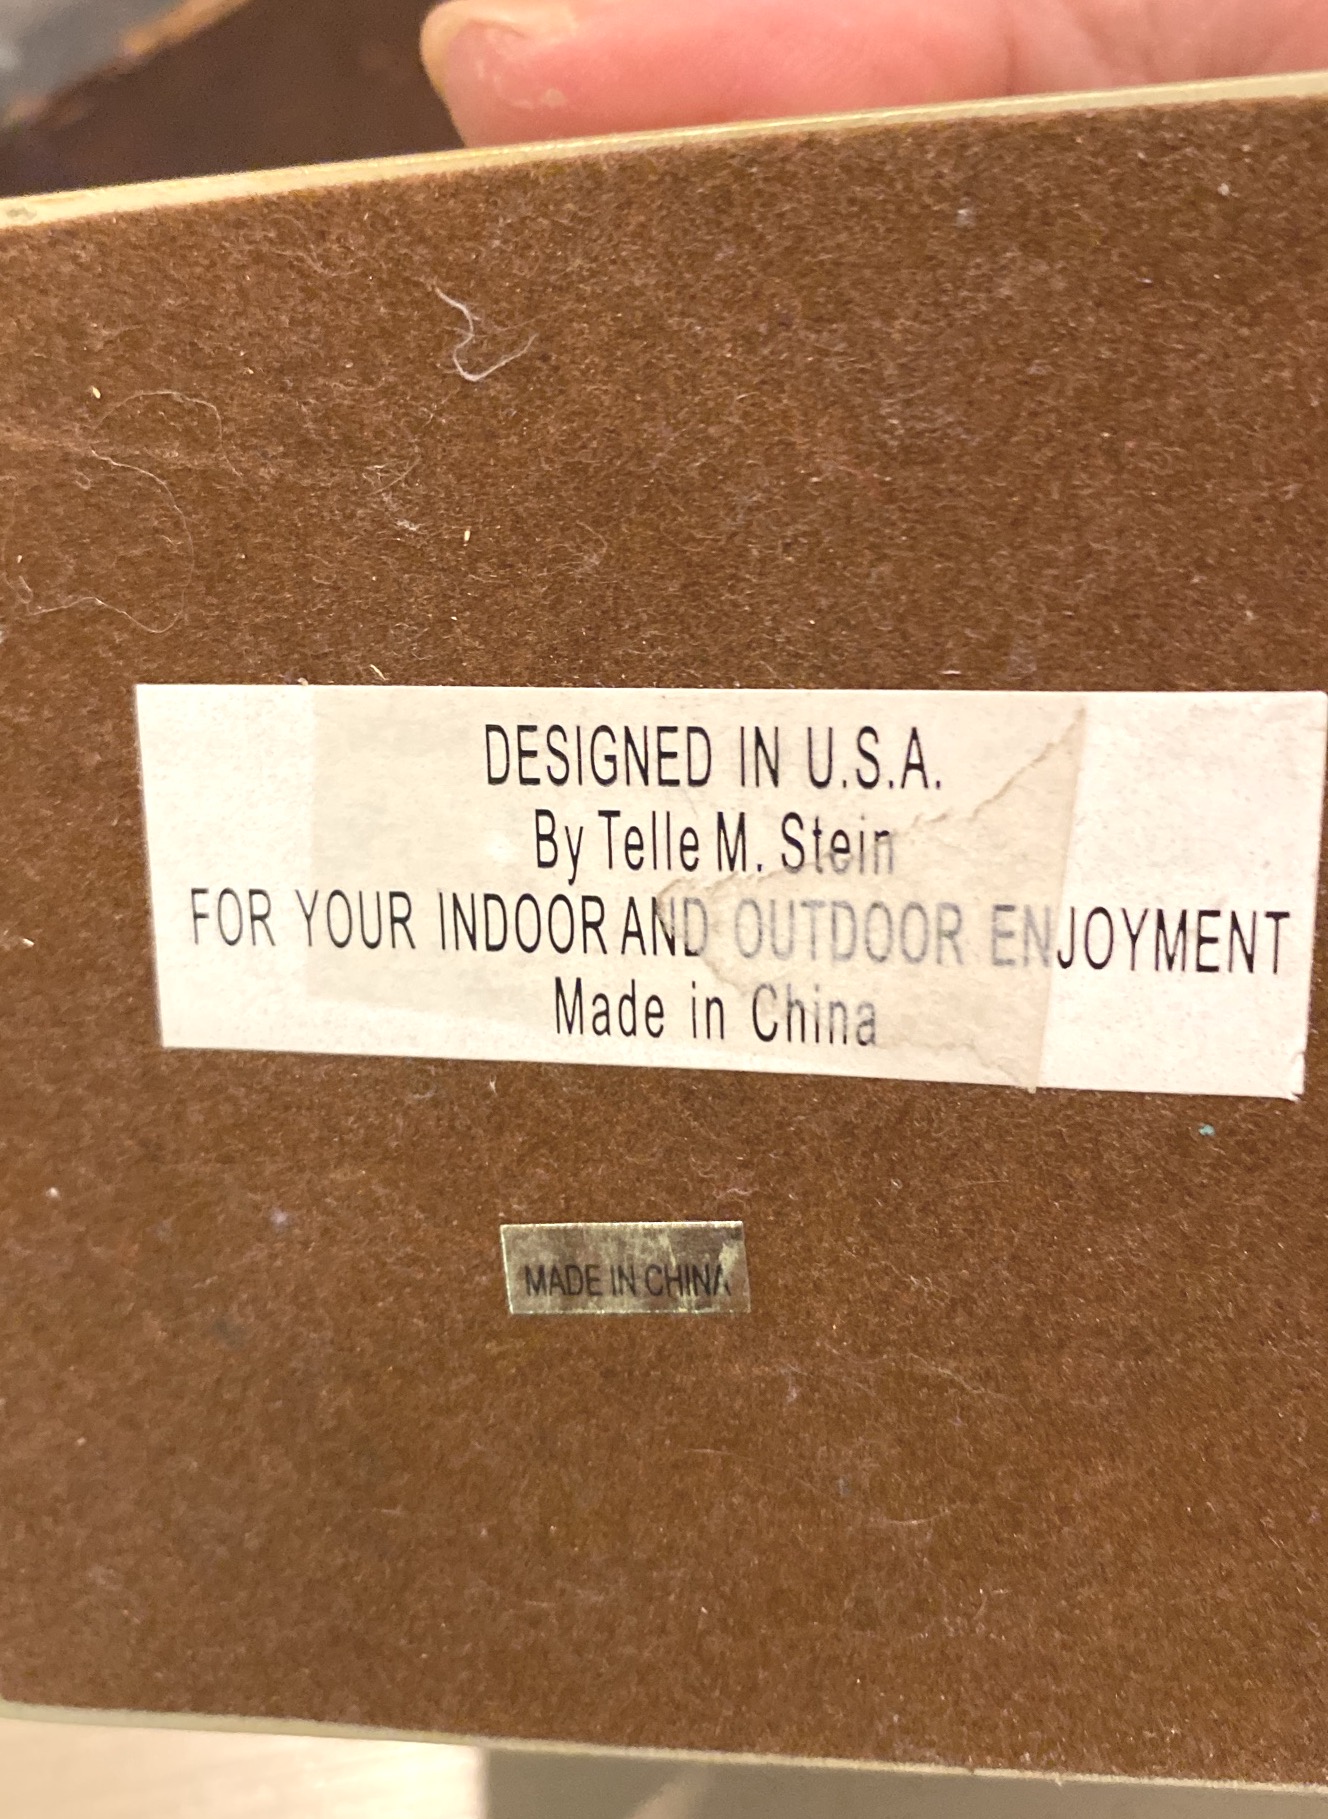 DESIGNED IN U.S.A.
By Telle M. Stein
FOR YOUR INDOOR AND OUTDOOR ENJOYMENT
Made in China
MADE IN CHINA